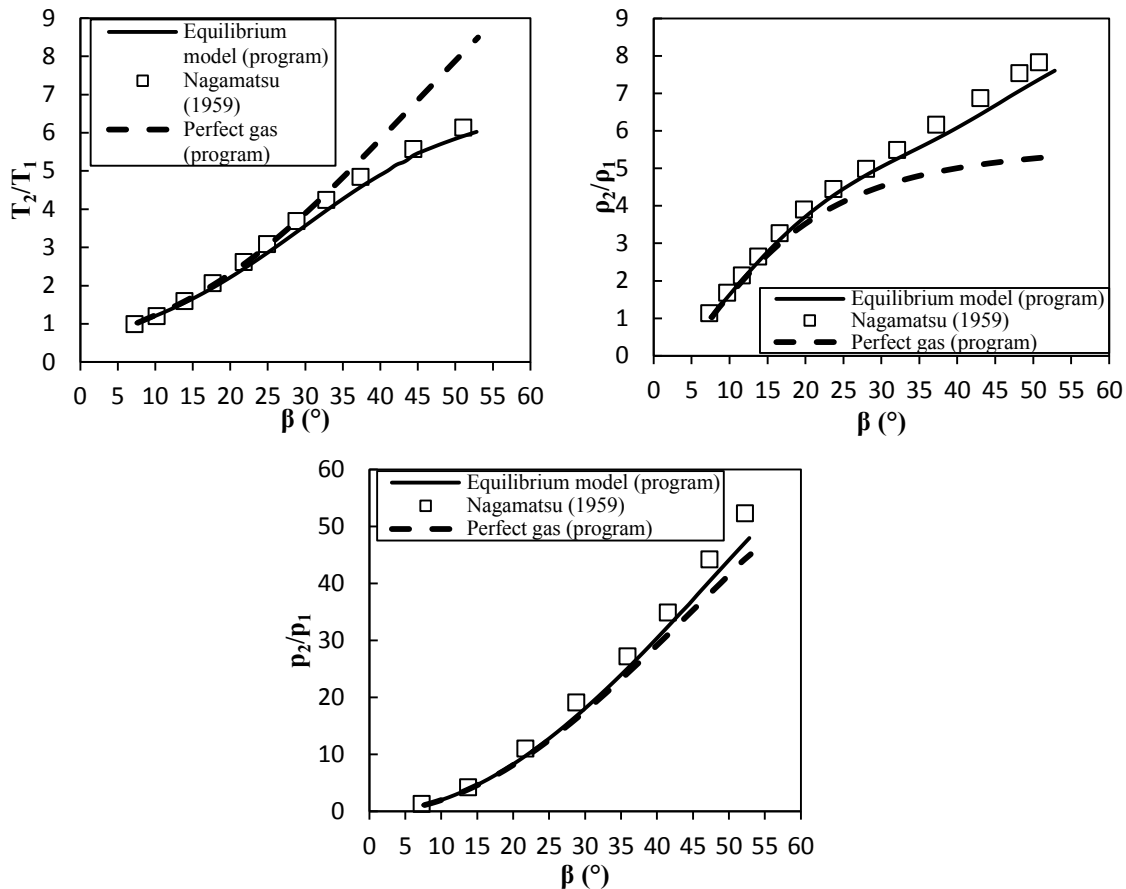 9
8
7
6
5
4
3
2
1
0
T₂/T₁
Equilibrium
model (program)
Nagamatsu
(1959)
Perfect gas
(program)
0 5 10 15 20 25 30 35 40 45 50 55 60
β (°)
9
8
7
6
5
4
3
2
1
0
ρ₂/ρ₁
Equilibrium model (program)
Nagamatsu (1959)
Perfect gas (program)
0 5 10 15 20 25 30 35 40 45 50 55 60
β (°)
60
50
40
30
20
10
0
p₂/p₁
Equilibrium model (program)
Nagamatsu (1959)
Perfect gas (program)
0 5 10 15 20 25 30 35 40 45 50 55 60
β (°)